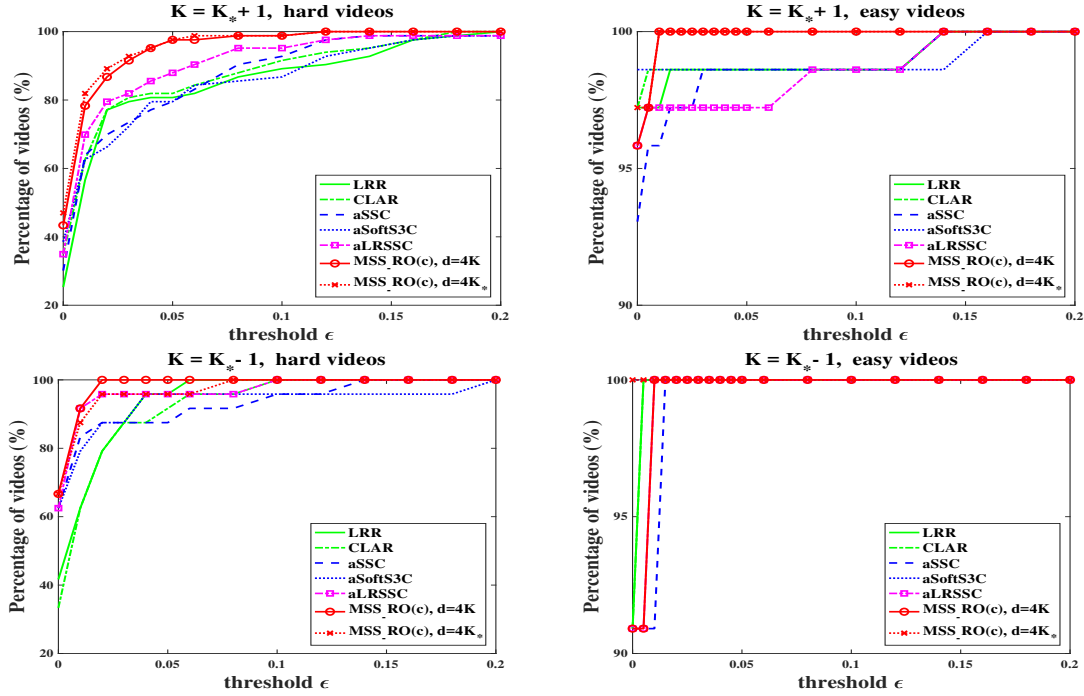 K = K* + 1, hard videos
Percentage of videos (%)
100
80
60
40
20
0
0.05
0.1
0.15
0.2
threshold ϵ
LRR
CLAR
aSSC
aSoftS3C
aLRSSC
MSS_RO(c), d=4K
MSS_RO(c), d=4K*
K = K* + 1, easy videos
Percentage of videos (%)
100
95
90
0
0.05
0.1
0.15
0.2
threshold ϵ
LRR
CLAR
aSSC
aSoftS3C
aLRSSC
MSS_RO(c), d=4K
MSS_RO(c), d=4K*
K = K* - 1, hard videos
Percentage of videos (%)
100
80
60
40
20
0
0.05
0.1
0.15
0.2
threshold ϵ
LRR
CLAR
aSSC
aSoftS3C
aLRSSC
MSS_RO(c), d=4K
MSS_RO(c), d=4K*
K = K* - 1, easy videos
Percentage of videos (%)
100
95
90
0
0.05
0.1
0.15
0.2
threshold ϵ
LRR
CLAR
aSSC
aSoftS3C
aLRSSC
MSS_RO(c), d=4K
MSS_RO(c), d=4K*